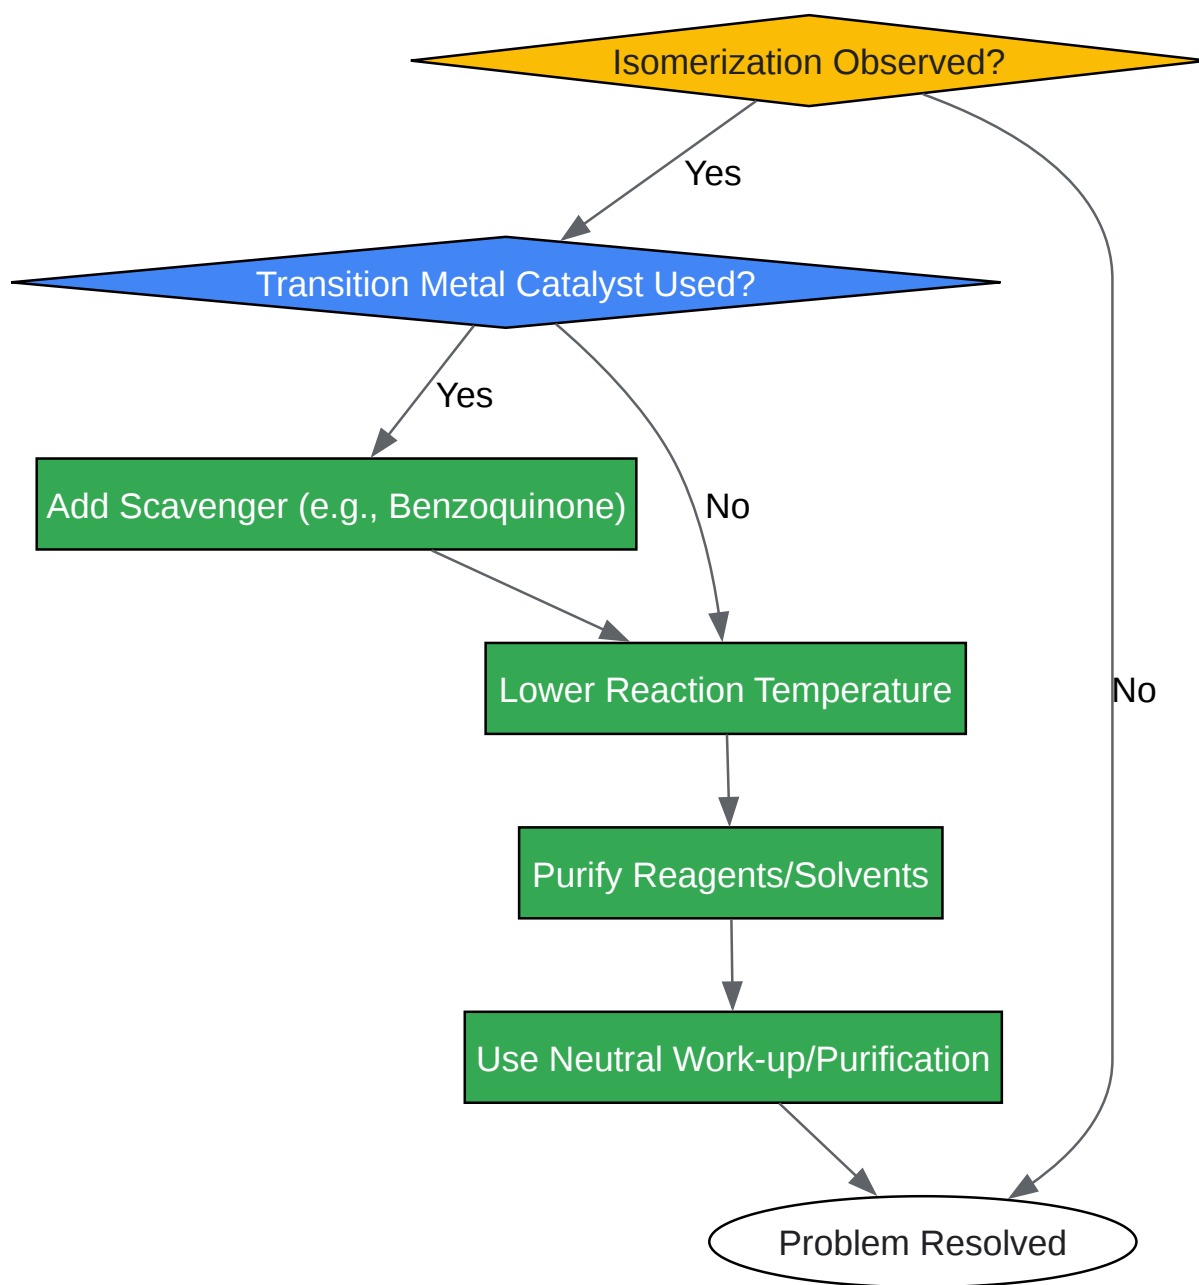 Isomerization Observed?
Yes
Transition Metal Catalyst Used?
Yes
Add Scavenger (e.g., Benzoquinone)
No
Lower Reaction Temperature
No
Purify Reagents/Solvents
Use Neutral Work-up/Purification
Problem Resolved